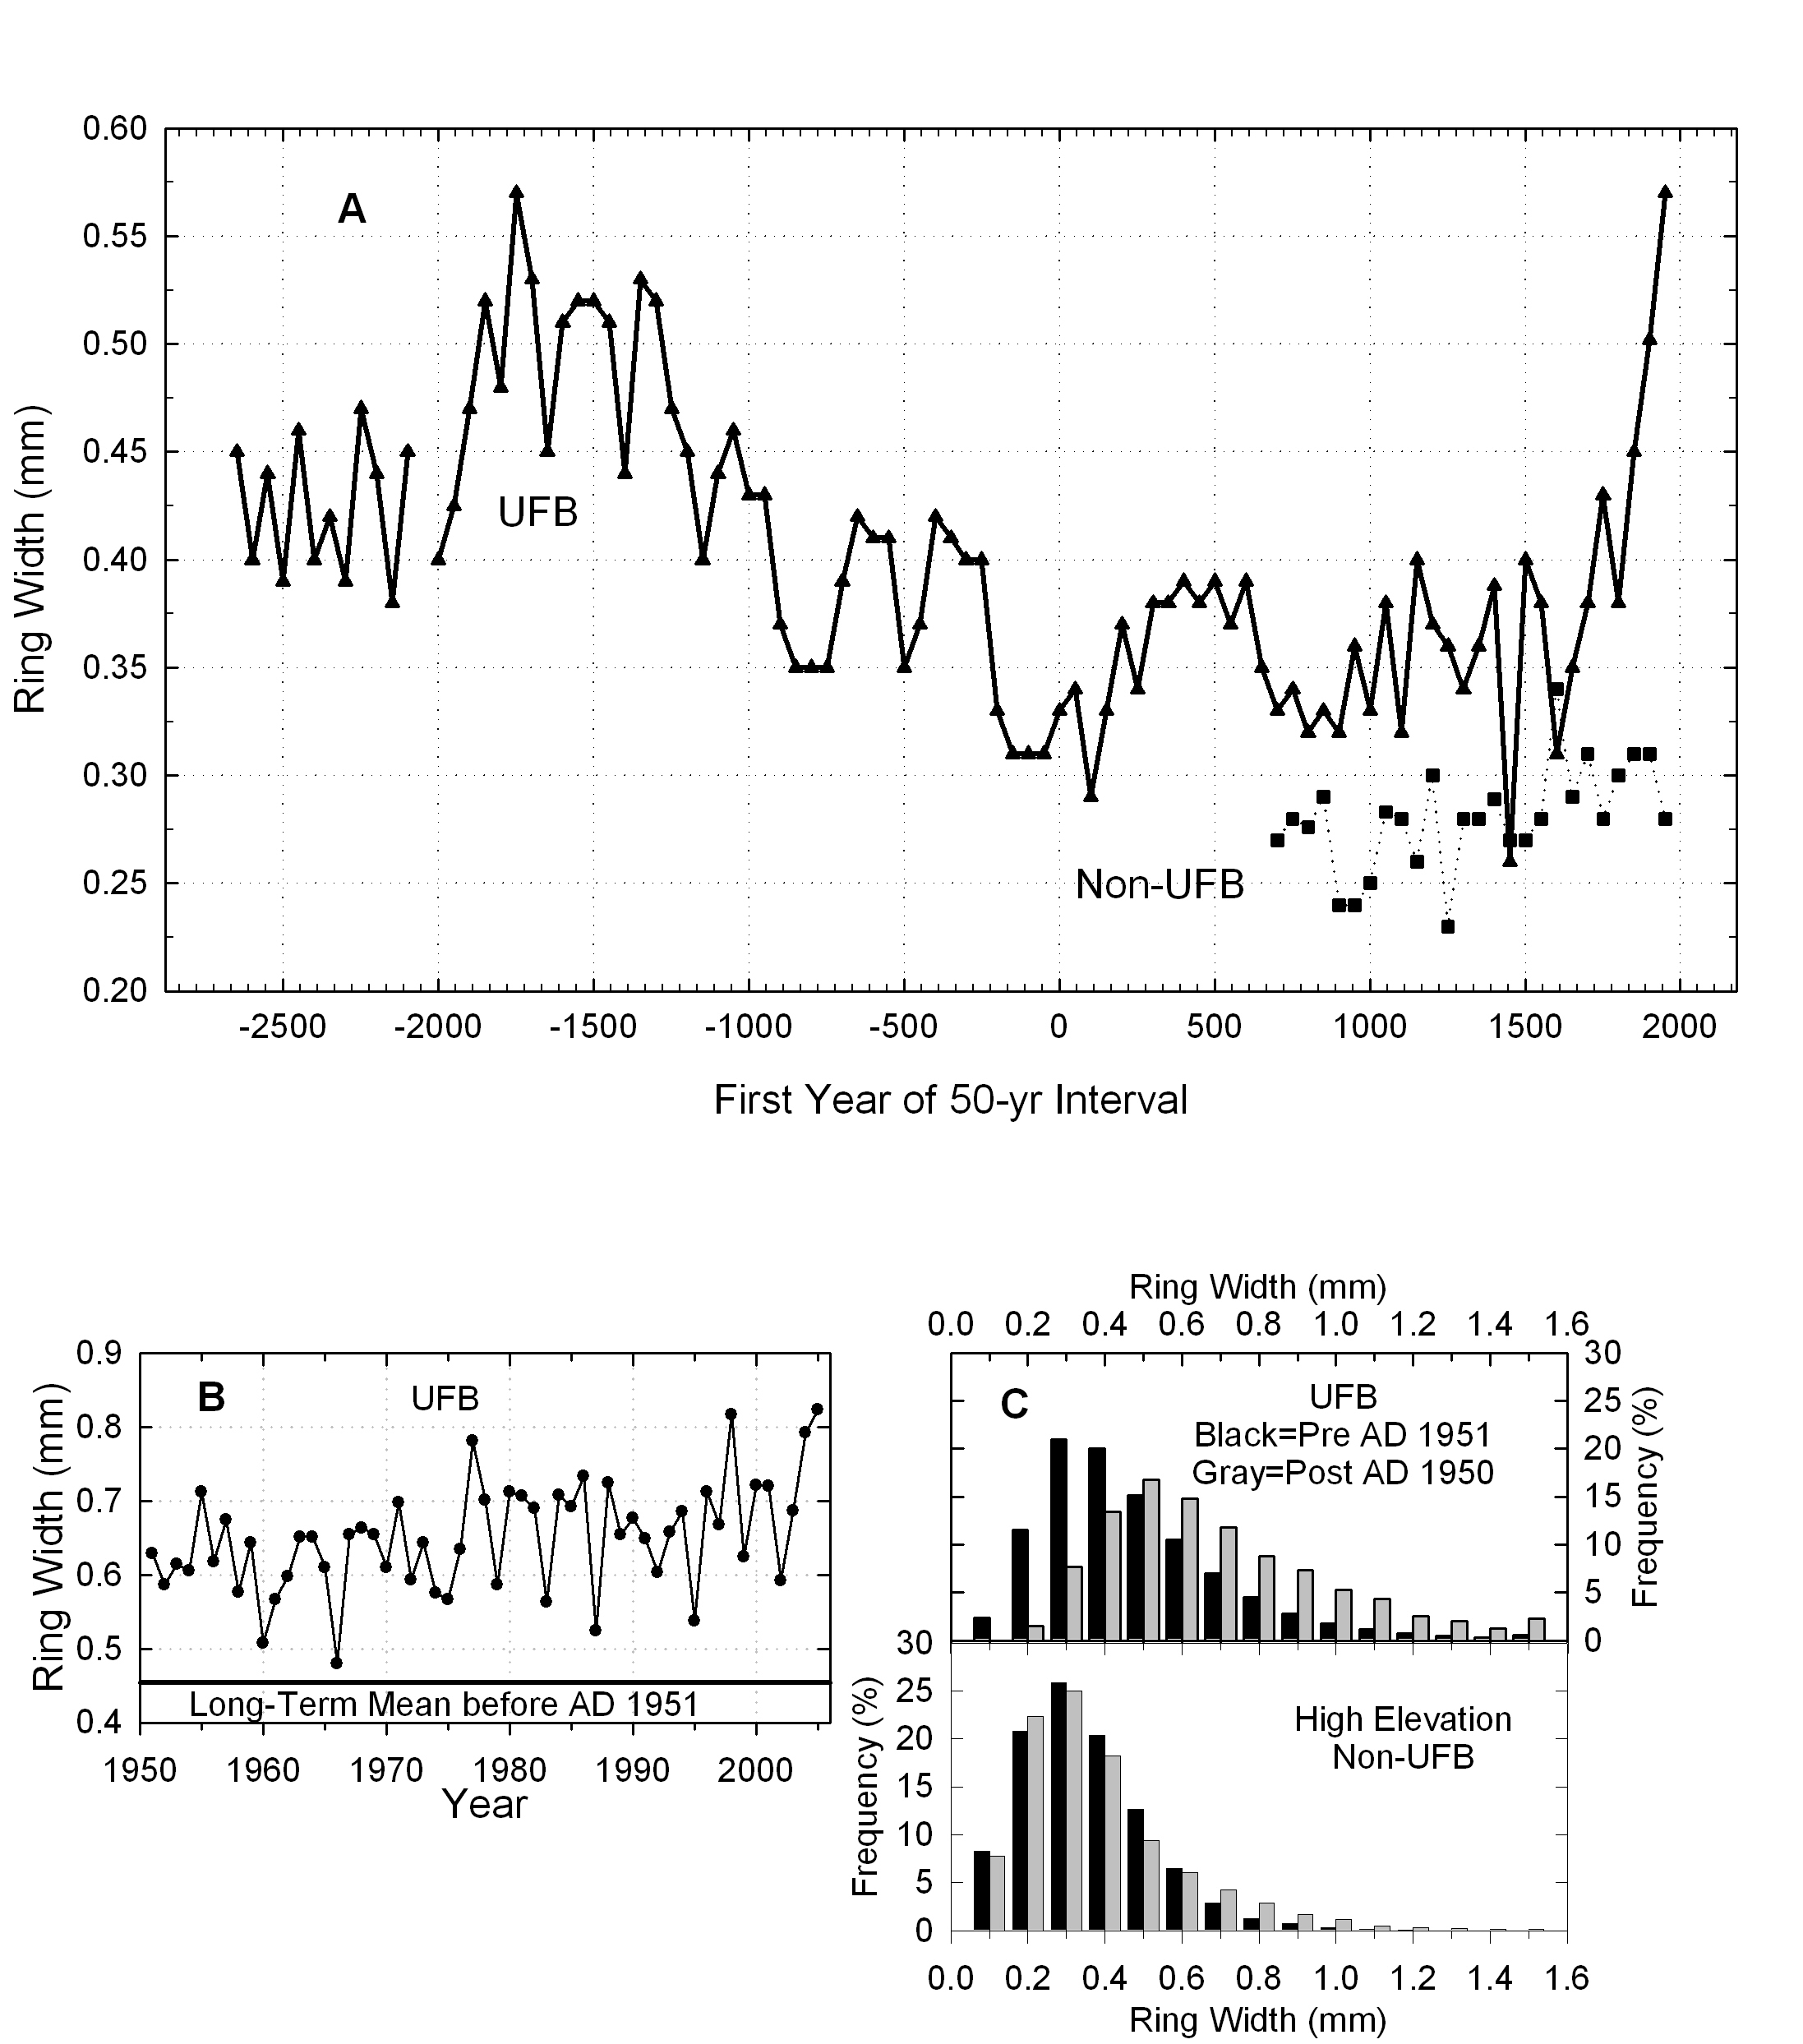 0.60
0.55
0.50
0.45
0.40
0.35
0.30
0.25
0.20
Ring Width (mm)
A
UFB
Non-UFB
-2500 -2000 -1500 -1000 -500 0 500 1000 1500 2000
First Year of 50-yr Interval
0.9
0.8
0.7
0.6
0.5
0.4
Ring Width (mm)
B
UFB
Long-Term Mean before AD 1951
1950 1960 1970 1980 1990 2000
Year
Ring Width (mm)
0.0 0.2 0.4 0.6 0.8 1.0 1.2 1.4 1.6
C
UFB
Black=Pre AD 1951
Gray=Post AD 1950
30
25
20
15
10
5
0
Frequency (%)
30
25
20
15
10
5
0
Frequency (%)
High Elevation
Non-UFB
0.0 0.2 0.4 0.6 0.8 1.0 1.2 1.4 1.6
Ring Width (mm)